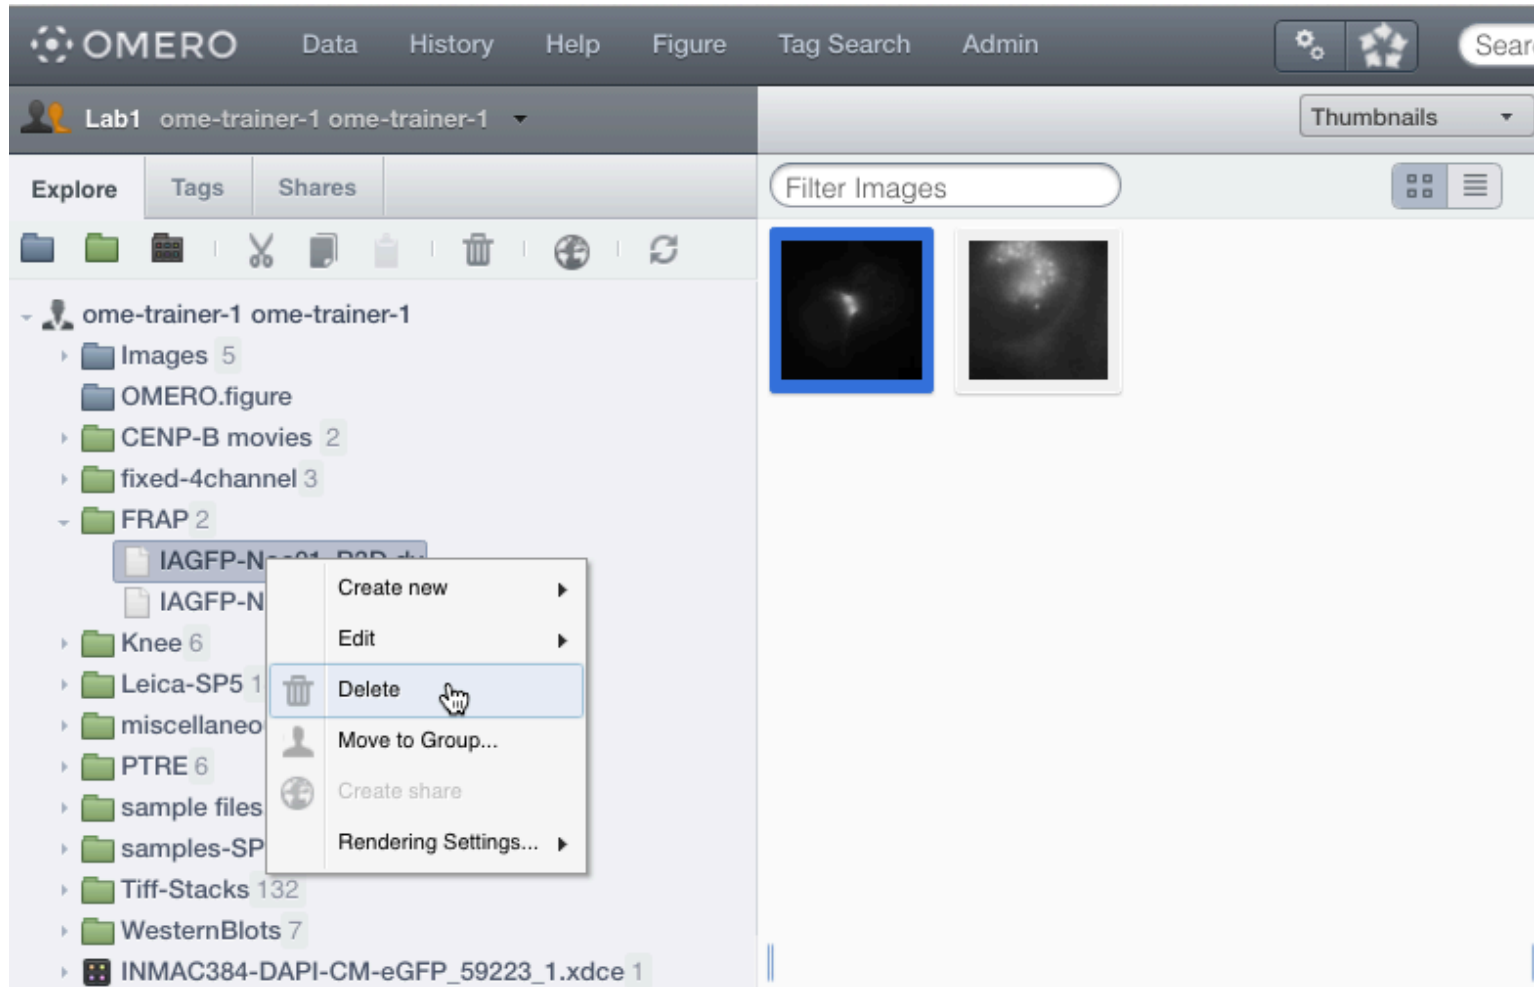 OMERO Data History Help Figure Tag Search Admin
Lab1 ome-trainer-1 ome-trainer-1
Thumbnails
Explore Tags Shares
Filter Images
ome-trainer-1 ome-trainer-1
Images 5
OMERO.figure
CENP-B movies 2
fixed-4channel 3
FRAP 2
IAGFP-N
IAGFP-N
Create new
Edit
Knee 6
Leica-SP5 1
Delete
miscellaneo
Move to Group...
PTRE 6
Create share
sample files
Rendering Settings...
samples-SP
Tiff-Stacks 132
WesternBlots 7
INMAC384-DAPI-CM-eGFP_59223_1.xdce 1